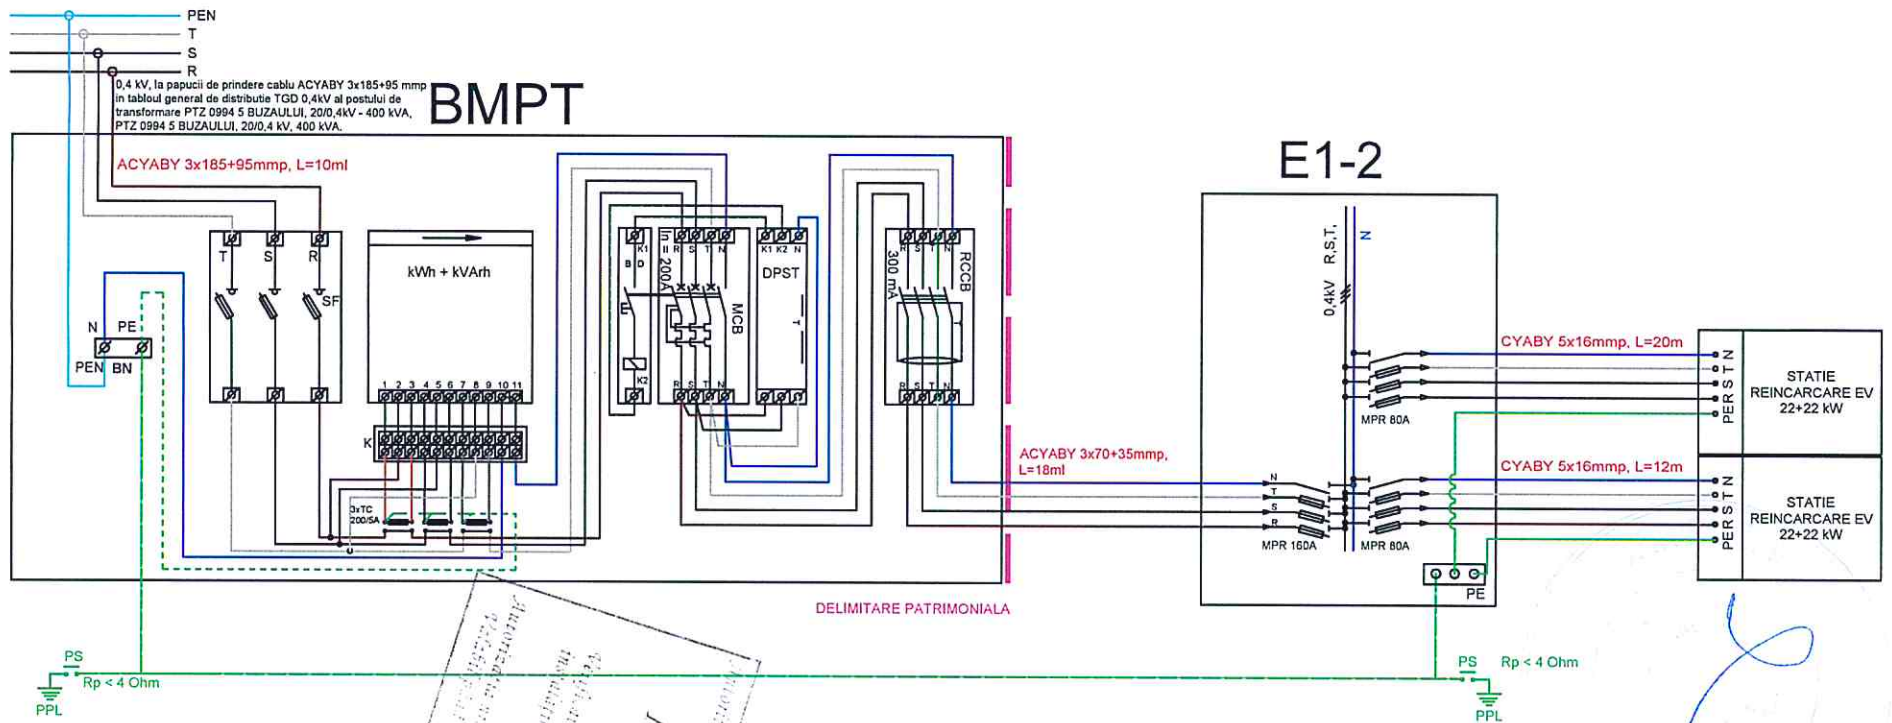 PEN
T
S
R
0,4 kV, la papucii de prindere cablu ACYABY 3x185+95 mmp
in tabloul general de distributie TGD 0,4kV al postului de
transformare PTZ 0994 5 BUZAULUI, 20/0,4kV - 400 kVA,
PTZ 0994 5 BUZAULUI, 20/0,4 kV, 400 kVA.
BMPT
ACYABY 3x185+95mmp, L=10ml
T S R
SF
kWh + kVArh
1 2 3 4 5 6 7 8 9 10 11
K
3xTC
200/5A
N PE
PEN BN
K1
B D
K2
In = 200A
R S T N
MCB
R S T N
K1 K2 N
DPST
T
R S T N
300 mA
RCCB
T
R S T N
DELIMITARE PATRIMONIALA
ACYABY 3x70+35mmp,
L=18ml
E1-2
0,4kV R,S,T,
N
N
T
S
R
MPR 160A
MPR 80A
MPR 80A
PE
CYABY 5x16mmp, L=20m
PE R S T N
STATIE
REINCARCARE EV
22+22 kW
CYABY 5x16mmp, L=12m
PE R S T N
STATIE
REINCARCARE EV
22+22 kW
PS
Rp < 4 Ohm
PPL
PS
Rp < 4 Ohm
PPL